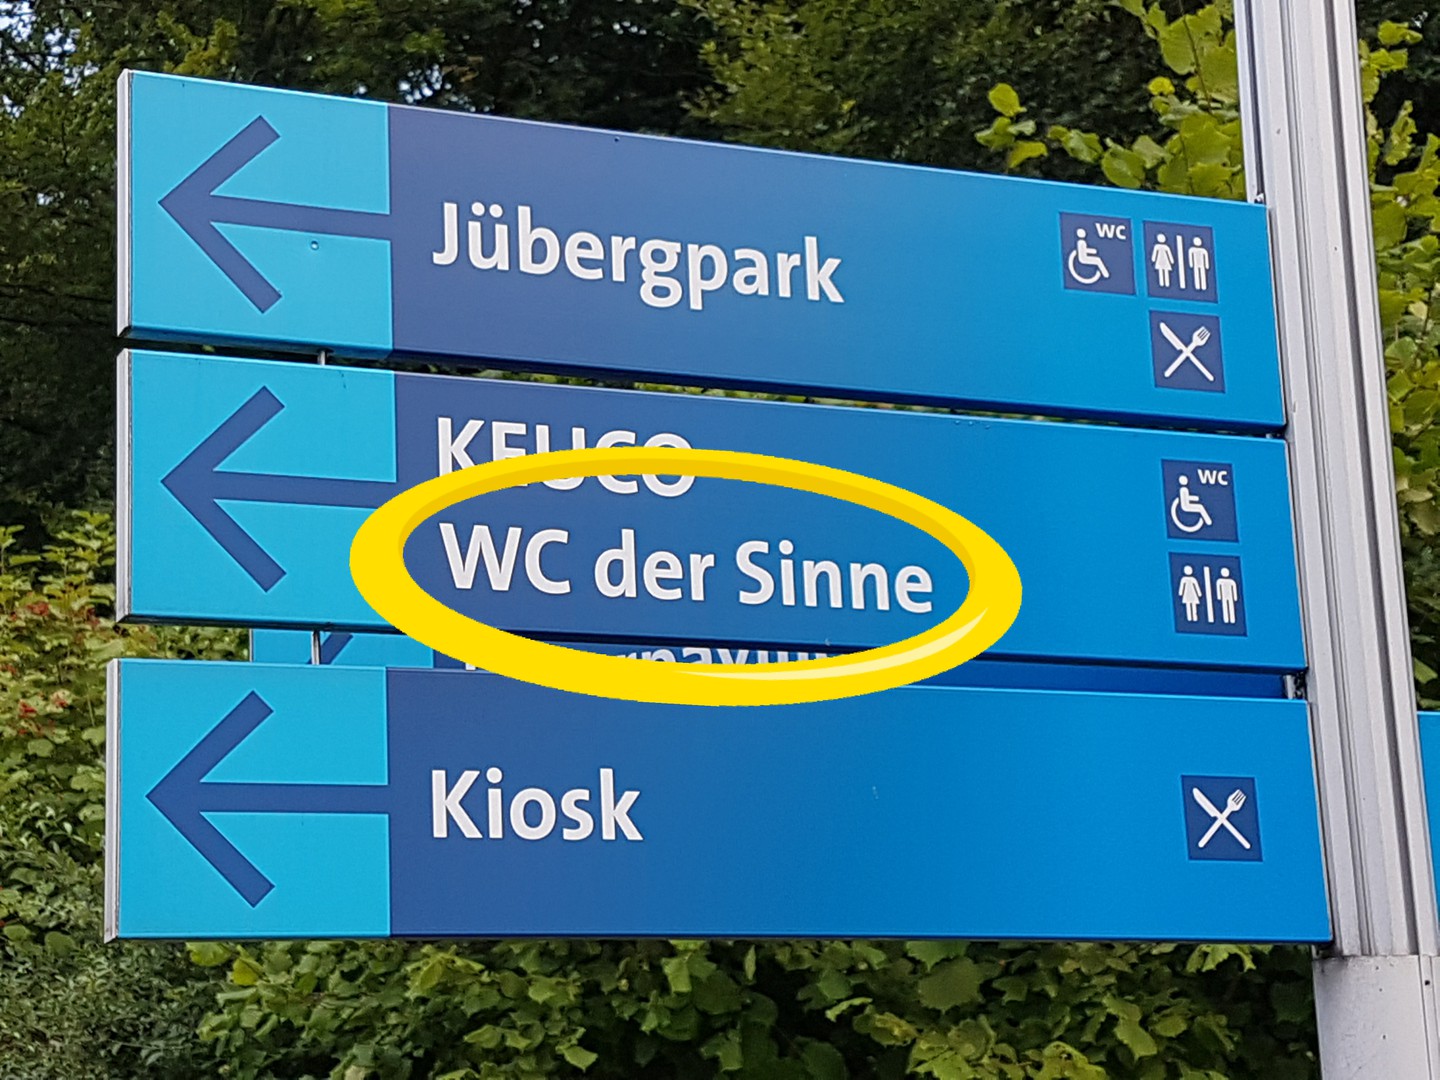 Jübergpark
WC
KEUCO
WC
WC der Sinne
Kiosk